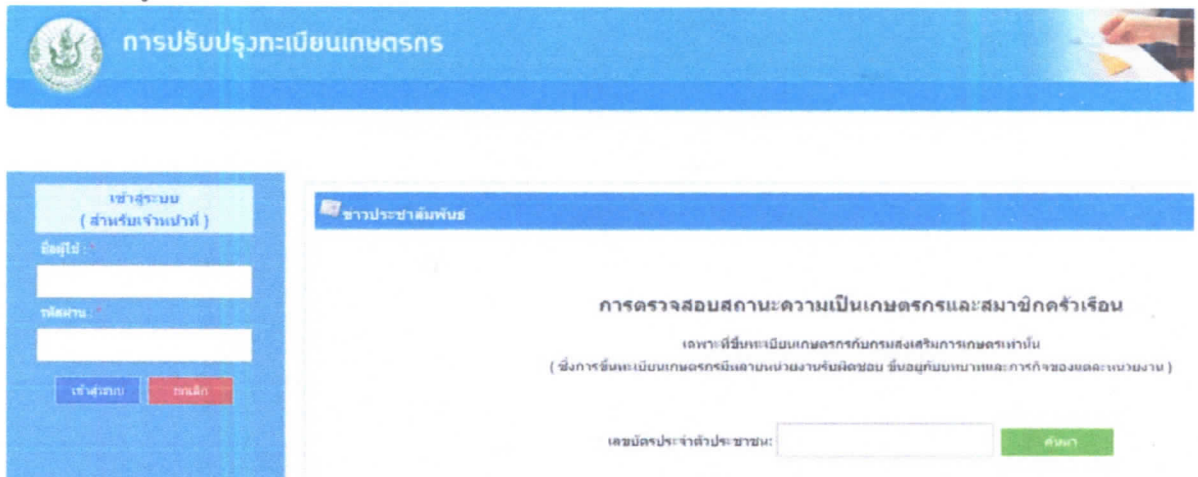 การปรับปรุงทะเบียนเกษตรกร
เข้าสู่ระบบ
( สำหรับเจ้าหน้าที่ )
ชื่อผู้ใช้ : *
รหัสผ่าน : *
เข้าสู่ระบบ ยกเลิก
ข่าวประชาสัมพันธ์
การตรวจสอบสถานะความเป็นเกษตรกรและสมาชิกครัวเรือน
เฉพาะที่ขึ้นทะเบียนเกษตรกรกับกรมส่งเสริมการเกษตรเท่านั้น
( ซึ่งการขึ้นทะเบียนเกษตรกรมีหลายหน่วยงานรับผิดชอบ ขึ้นอยู่กับบทบาทและภารกิจของแต่ละหน่วยงาน )
เลขบัตรประจำตัวประชาชน: ค้นหา